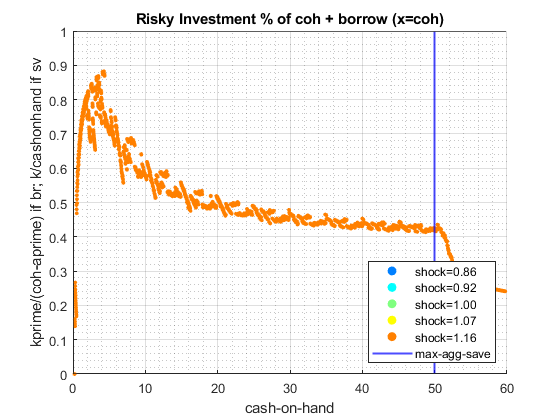 Risky Investment % of coh + borrow (x=coh)
kprime/(coh-aprime) if br; k/cashonhand if sv
1
0.9
0.8
0.7
0.6
0.5
0.4
0.3
0.2
0.1
0
0 10 20 30 40 50 60
cash-on-hand
shock=0.86
shock=0.92
shock=1.00
shock=1.07
shock=1.16
max-agg-save